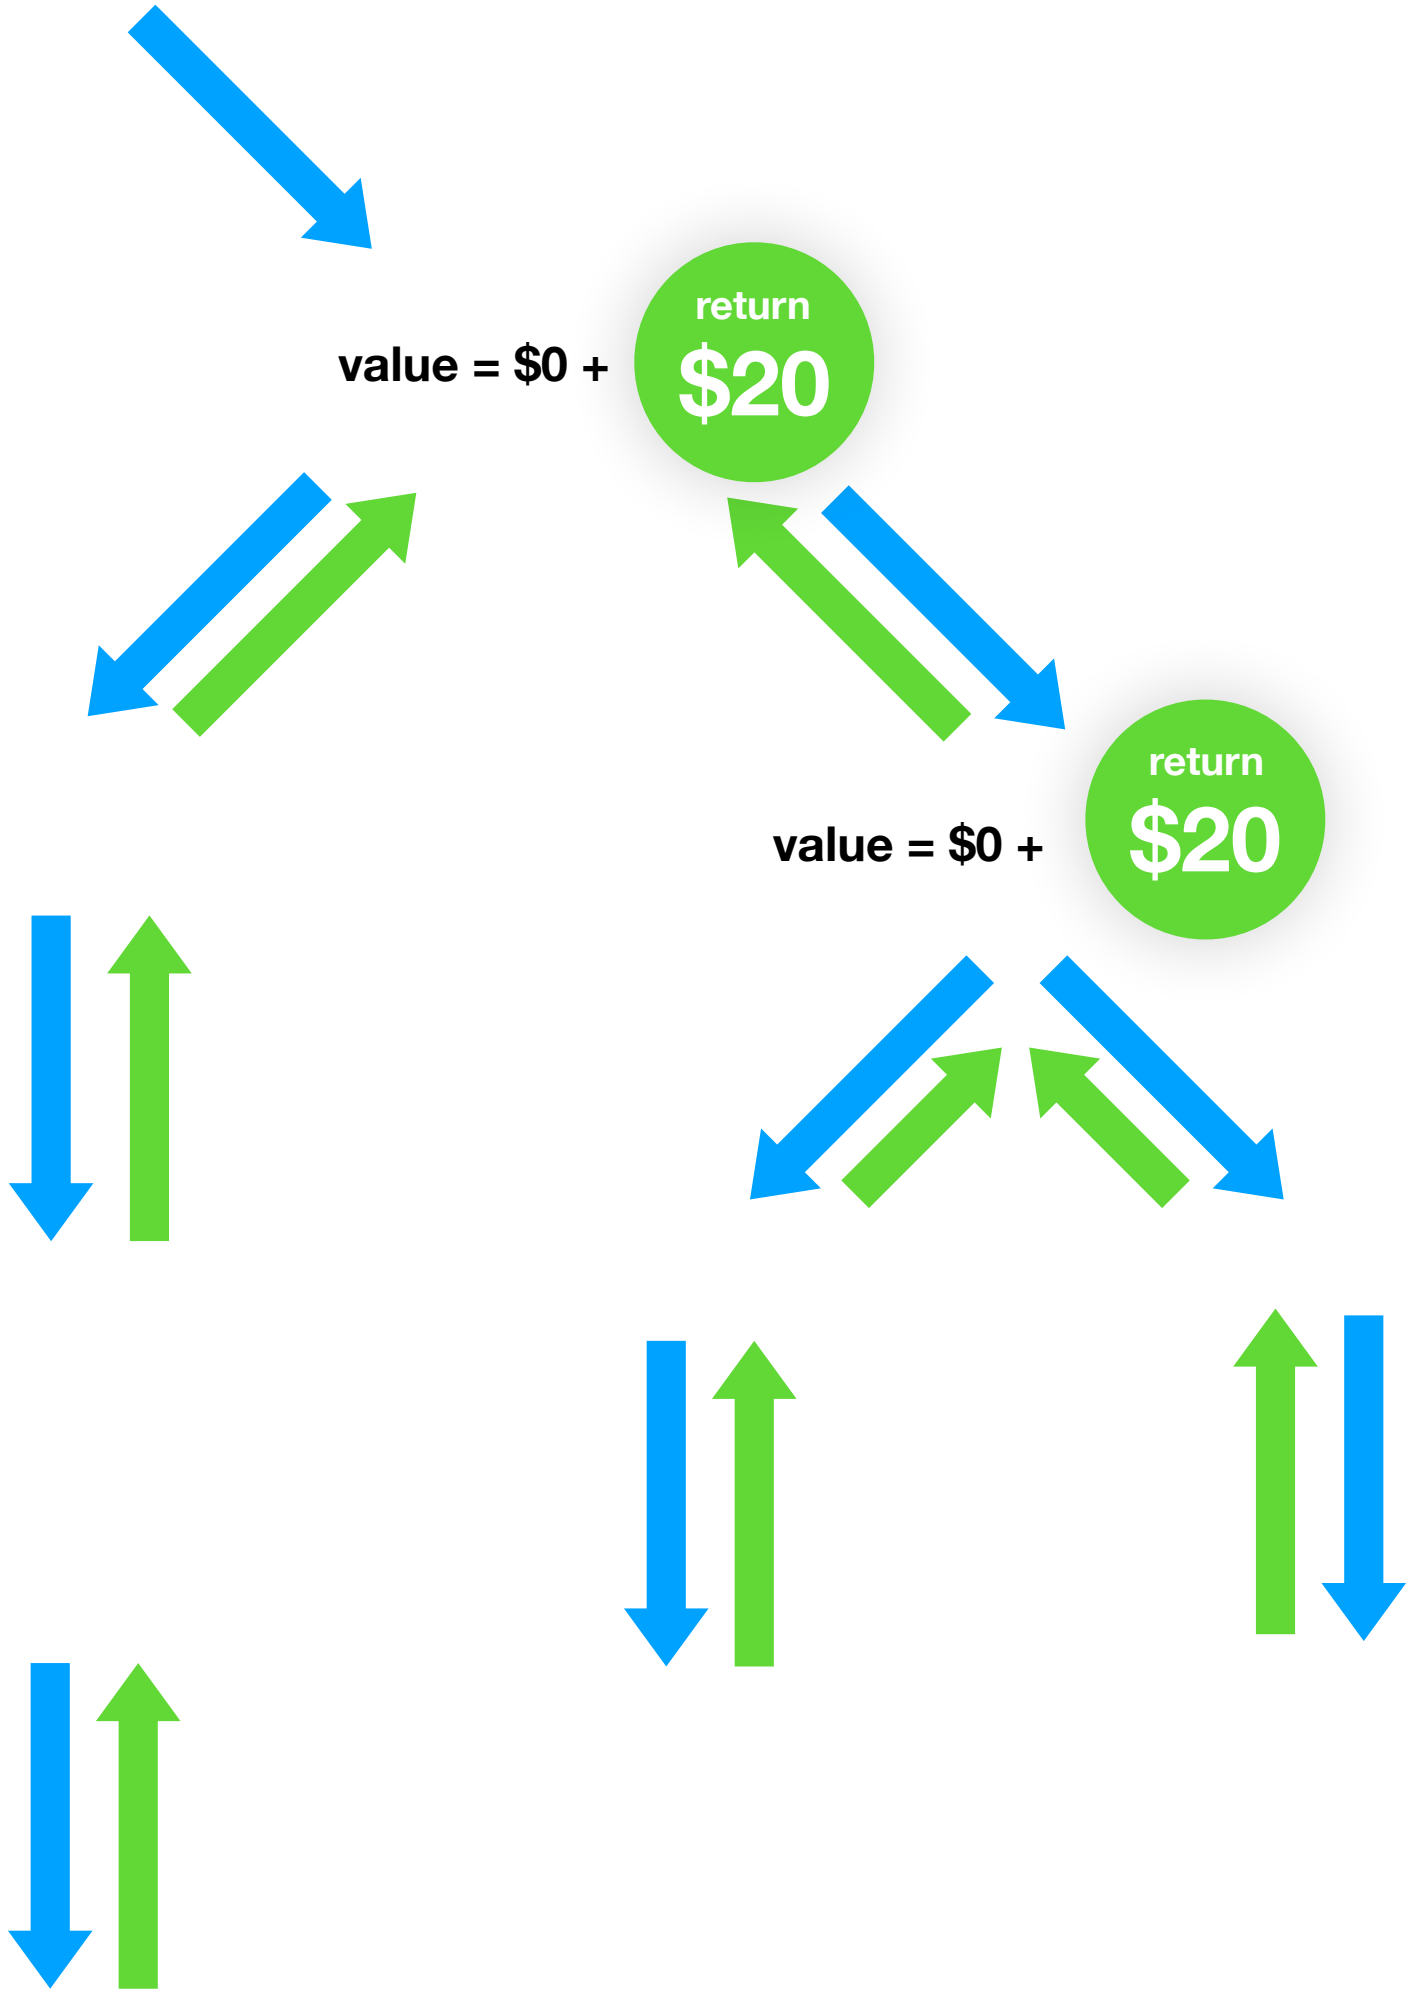 return
value = $0 +
$20
return
value = $0 +
$20